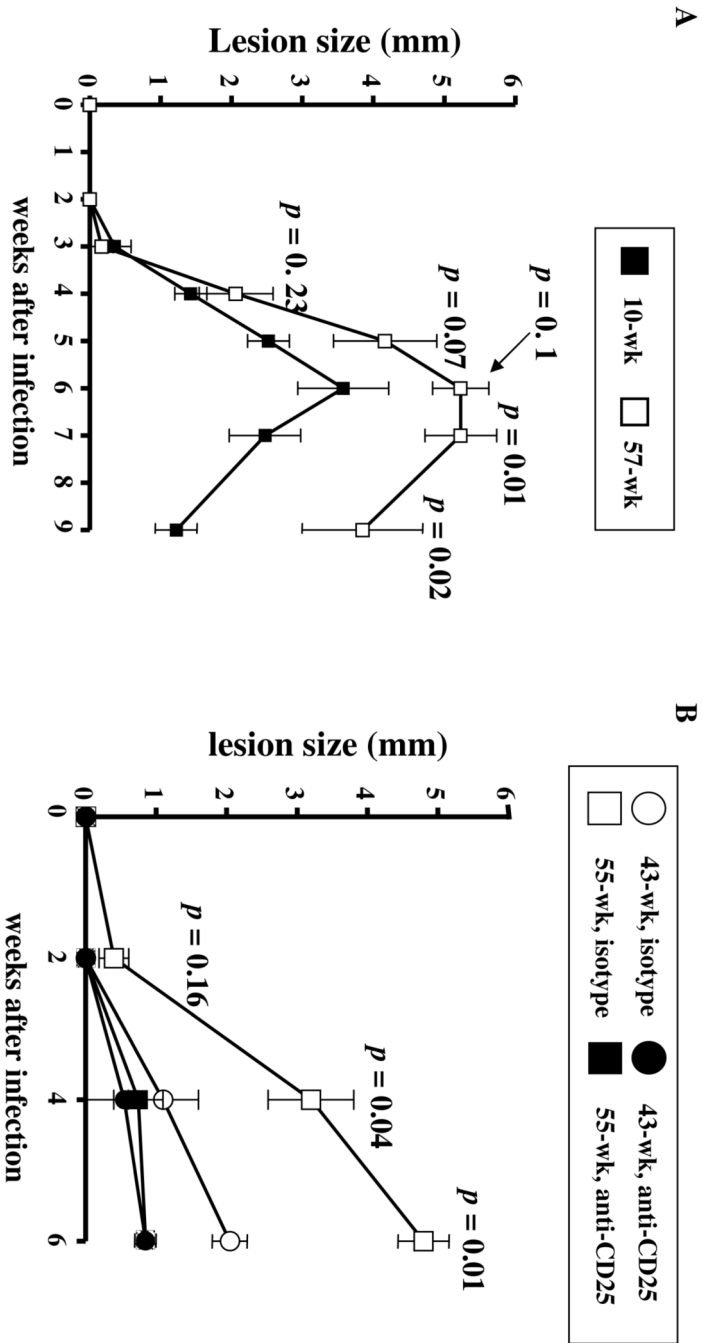 A
10-wk 57-wk
Lesion size (mm)
6
5
4
3
2
1
0
p = 0. 1
p = 0.07
p = 0.01
p = 0. 23
p = 0.02
0 1 2 3 4 5 6 7 8 9
weeks after infection
B
43-wk, isotype 43-wk, anti-CD25
55-wk, isotype 55-wk, anti-CD25
lesion size (mm)
6
5
4
3
2
1
0
p = 0.01
p = 0.04
p = 0.16
0 2 4 6
weeks after infection